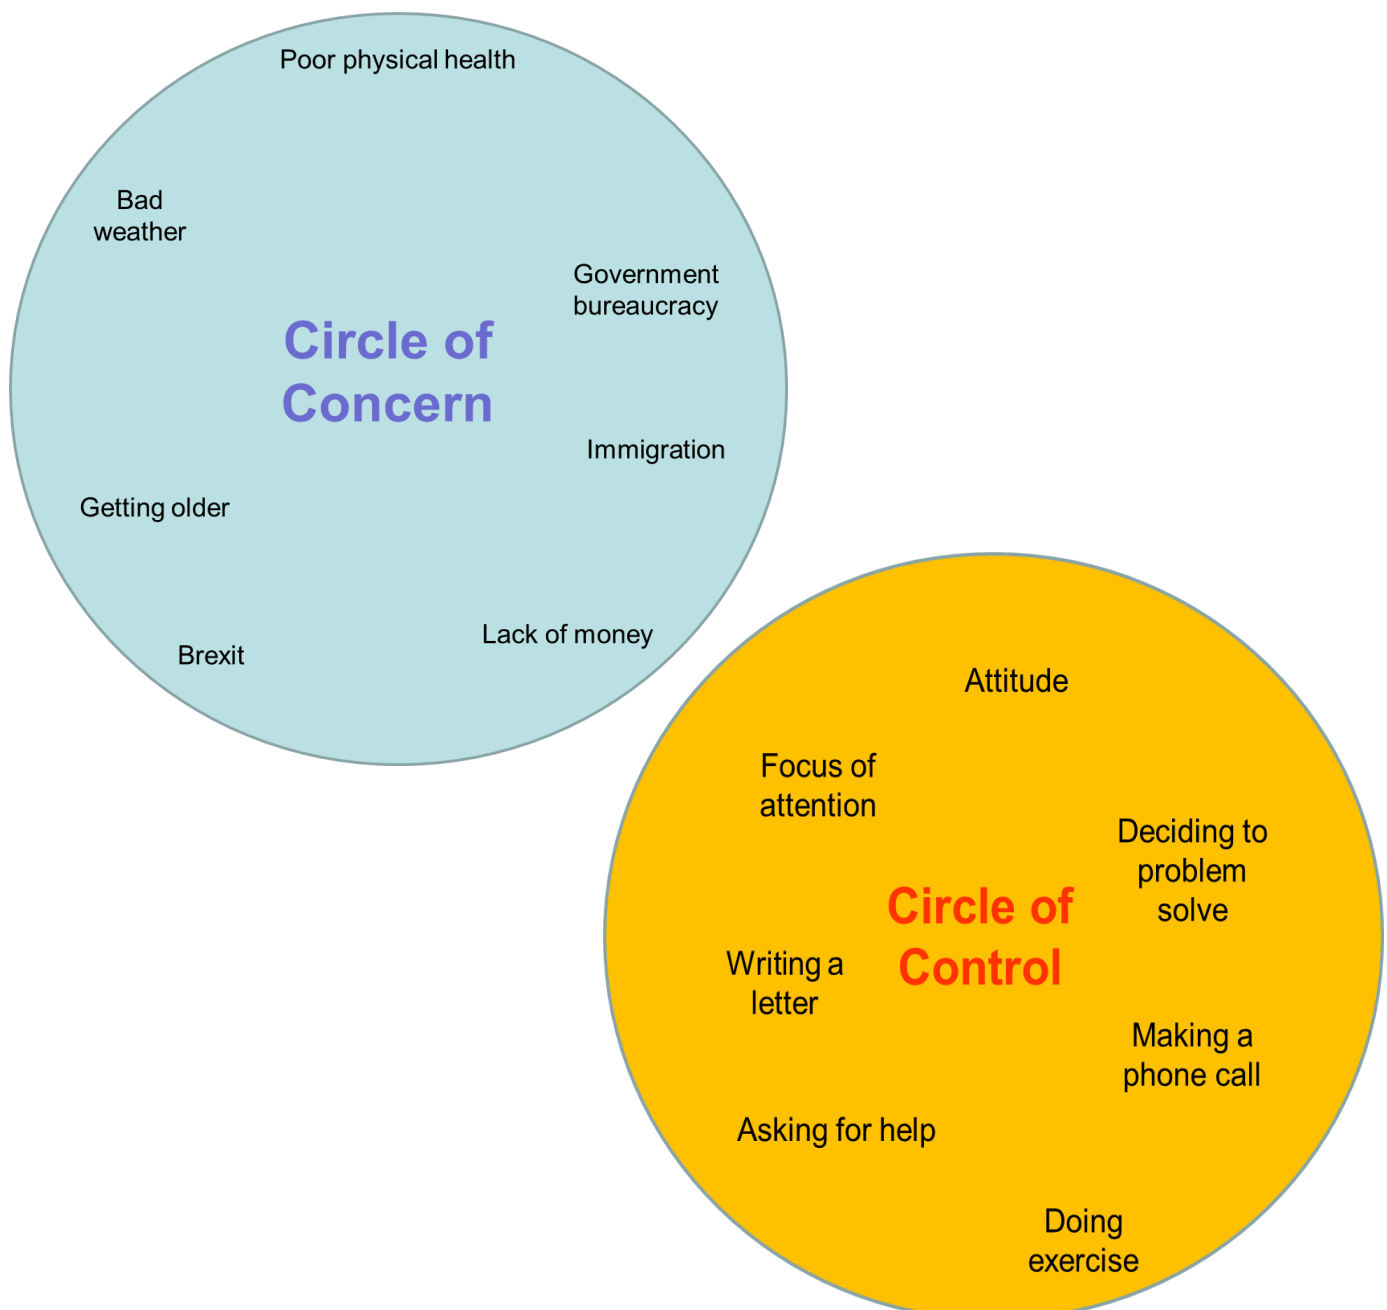 Poor physical health
Bad
weather
Government
bureaucracy
Circle of
Concern
Immigration
Getting older
Lack of money
Brexit
Attitude
Focus of
attention
Deciding to
problem
solve
Circle of
Control
Writing a
letter
Making a
phone call
Asking for help
Doing
exercise